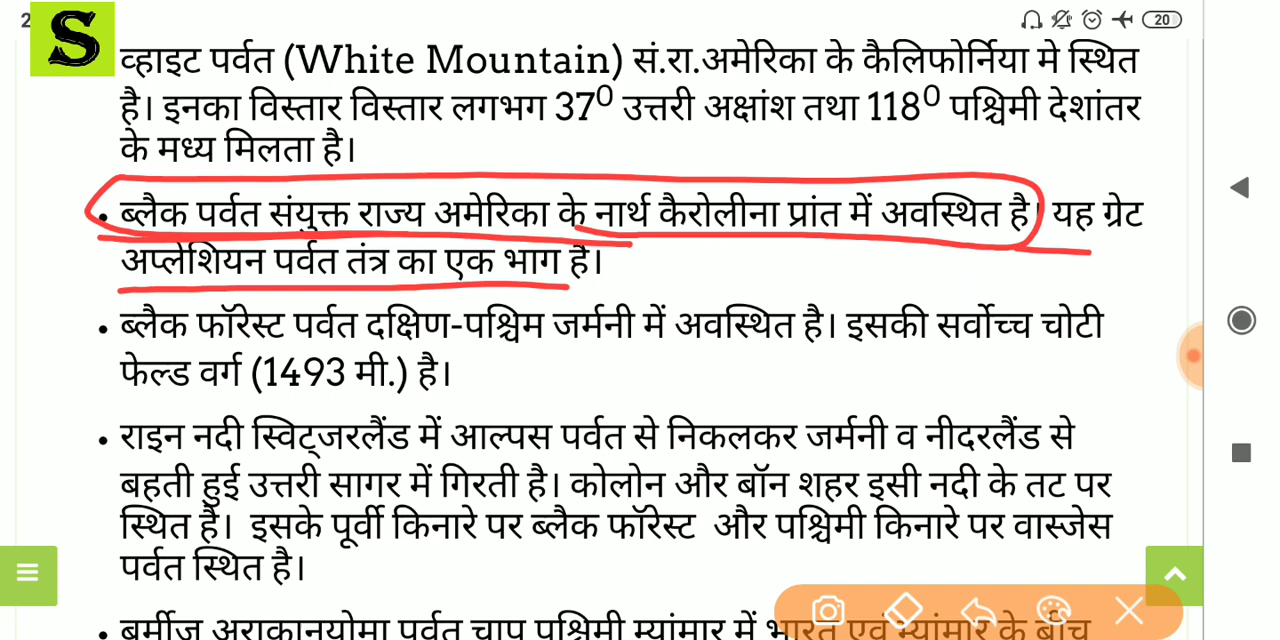 2
S
20
व्हाइट पर्वत (White Mountain) सं.रा.अमेरिका के कैलिफोर्निया मे स्थित
है। इनका विस्तार विस्तार लगभग 37⁰ उत्तरी अक्षांश तथा 118⁰ पश्चिमी देशांतर
के मध्य मिलता है।
• ब्लैक पर्वत संयुक्त राज्य अमेरिका के नार्थ कैरोलीना प्रांत में अवस्थित है। यह ग्रेट
अप्लेशियन पर्वत तंत्र का एक भाग है।
• ब्लैक फॉरेस्ट पर्वत दक्षिण-पश्चिम जर्मनी में अवस्थित है। इसकी सर्वोच्च चोटी
फेल्ड वर्ग (1493 मी.) है।
• राइन नदी स्विट्जरलैंड में आल्पस पर्वत से निकलकर जर्मनी व नीदरलैंड से
बहती हुई उत्तरी सागर में गिरती है। कोलोन और बॉन शहर इसी नदी के तट पर
स्थित है। इसके पूर्वी किनारे पर ब्लैक फॉरेस्ट और पश्चिमी किनारे पर वास्जेस
पर्वत स्थित है।
• बर्मीज अराकानयोमा पर्वत चाप पश्चिमी म्यांमार में भारत एवं म्यांमार के बीच